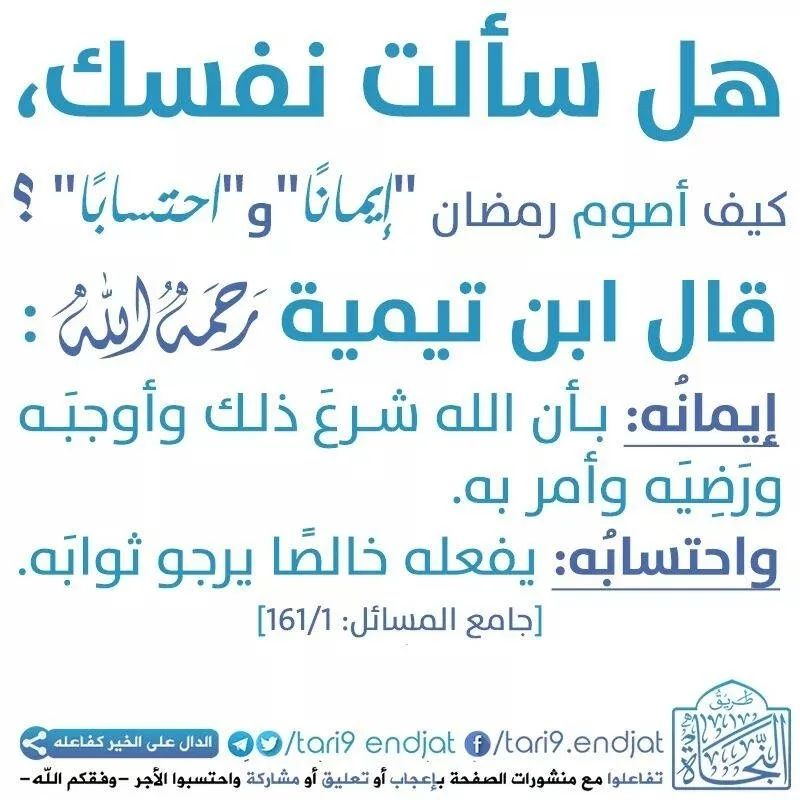 هل سألت نفسك،
كيف أصوم رمضان "إيمانًا" و"احتسابًا" ؟
قال ابن تيمية رَحِمَهُ اللهُ :
إيمانُه: بأن الله شرعَ ذلك وأوجبَه
ورَضِيَه وأمر به.
واحتسابُه: يفعله خالصًا يرجو ثوابَه.
[جامع المسائل: 161/1]
طريق النجاة
/tari9.endjat
/tari9 endjat
الدال على الخير كفاعله
تفاعلوا مع منشورات الصفحة بإعجاب أو تعليق أو مشاركة واحتسبوا الأجر -وفقكم الله-